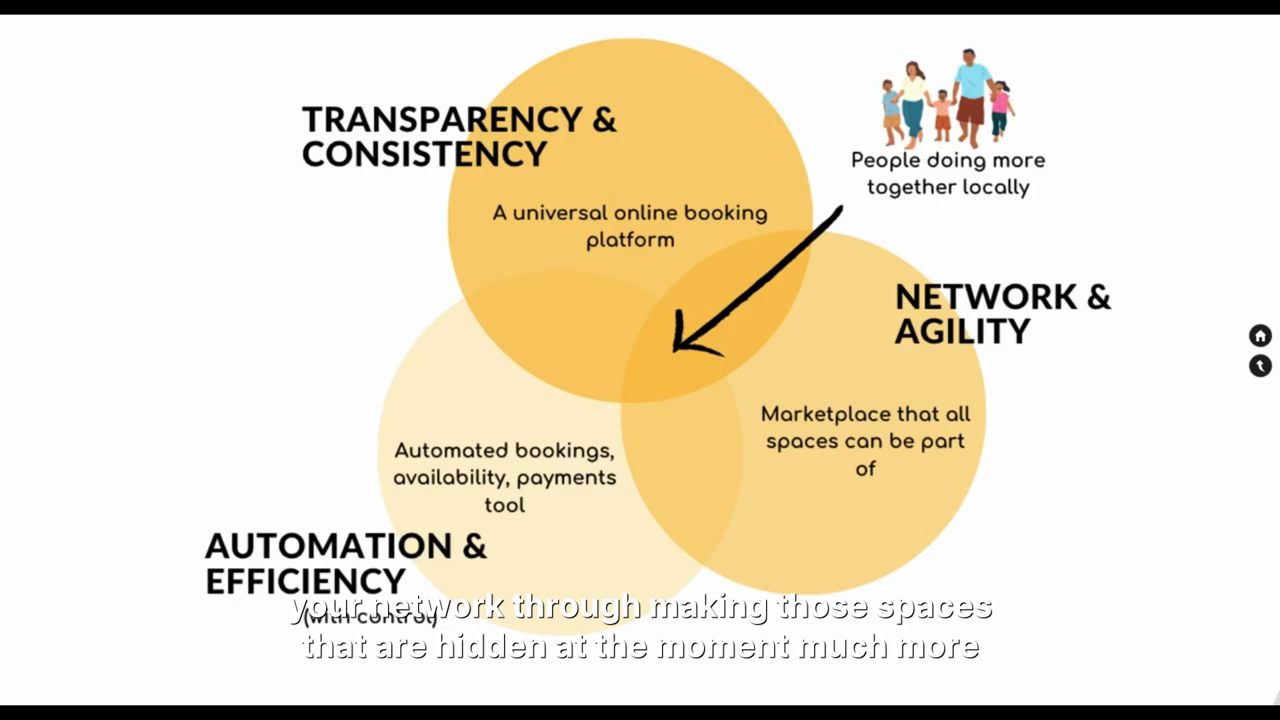 TRANSPARENCY &
CONSISTENCY
A universal online booking
platform
People doing more
together locally
NETWORK &
AGILITY
Marketplace that all
spaces can be part
of
Automated bookings,
availability, payments
tool
AUTOMATION &
EFFICIENCY
(with control)
your network through making those spaces
that are hidden at the moment much more